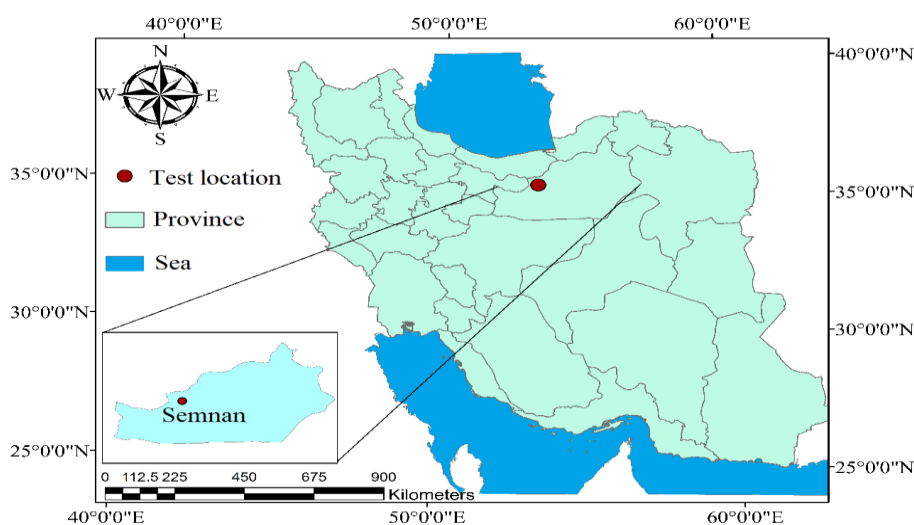 40°0'0"E 50°0'0"E 60°0'0"E
40°0'0"N
N
W E
S
35°0'0"N
Test location
35°0'0"N
Province
Sea
30°0'0"N
30°0'0"N
Semnan
25°0'0"N
25°0'0"N
0 112.5 225 450 675 900
Kilometers
40°0'0"E 50°0'0"E 60°0'0"E